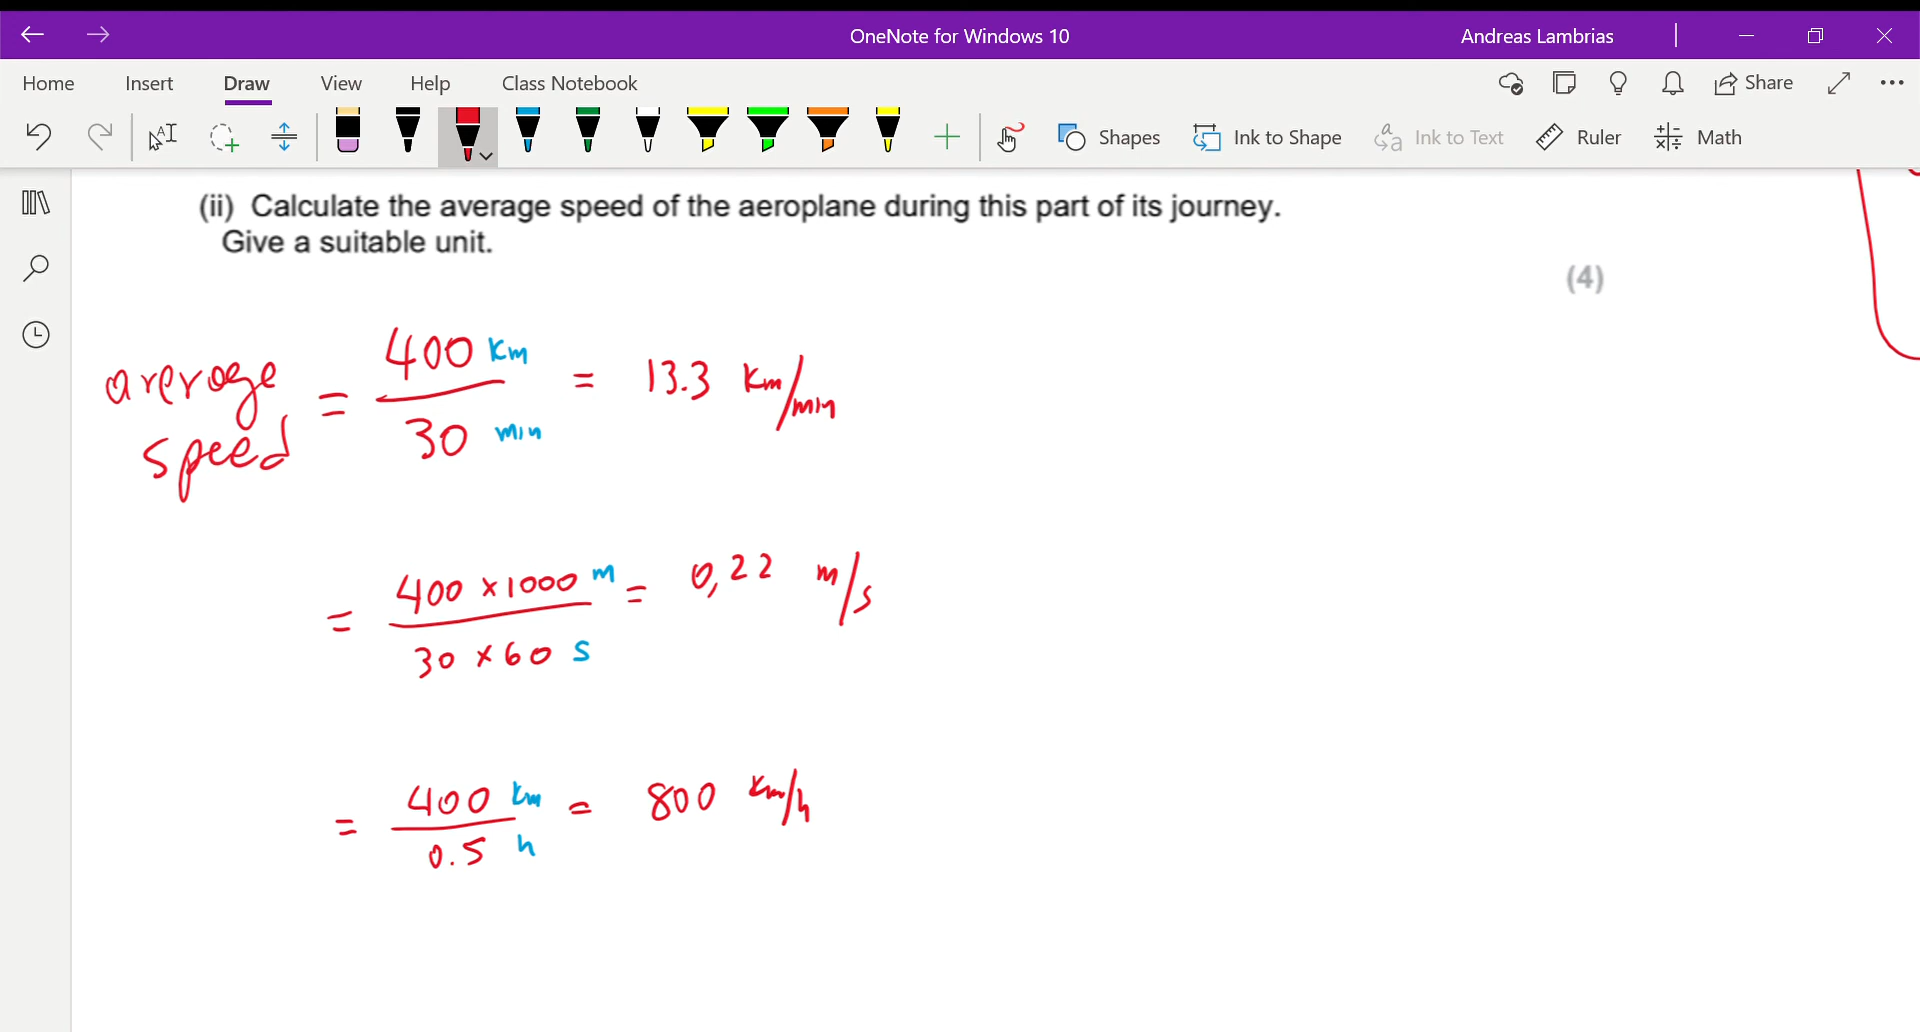 OneNote for Windows 10
Andreas Lambrias
Home Insert Draw View Help Class Notebook Share
Shapes Ink to Shape Ink to Text Ruler Math
(ii) Calculate the average speed of the aeroplane during this part of its journey.
Give a suitable unit.
(4)
average speed = 400 km / 30 min = 13.3 km/min
= 400 × 1000 m / 30 × 60 s = 0,22 m/s
= 400 km / 0.5 h = 800 km/h